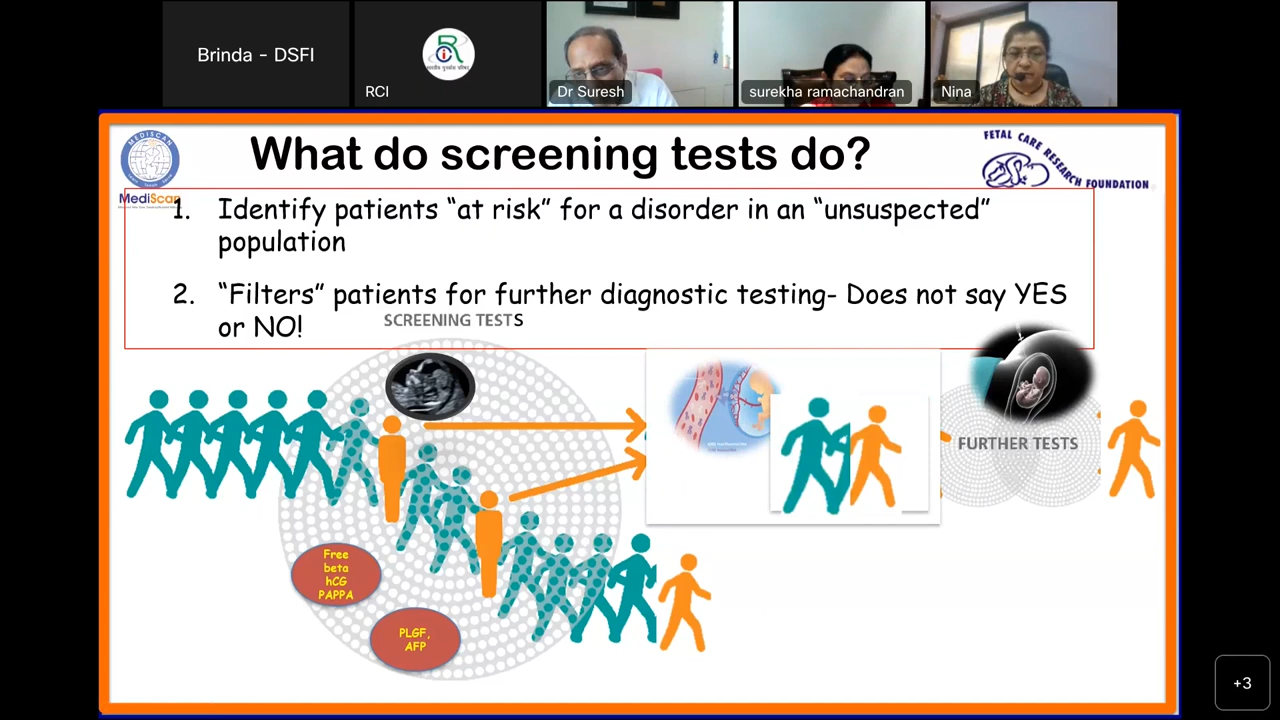 Brinda - DSFI
RCI
Dr Suresh
surekha ramachandran
Nina
What do screening tests do?
MEDISCAN
MediScan
FETAL CARE RESEARCH FOUNDATION
1. Identify patients “at risk” for a disorder in an “unsuspected”
population
2. “Filters” patients for further diagnostic testing- Does not say YES
or NO!
SCREENING TESTS
FURTHER TESTS
Free
beta
hCG
PAPPA
PLGF,
AFP
+3